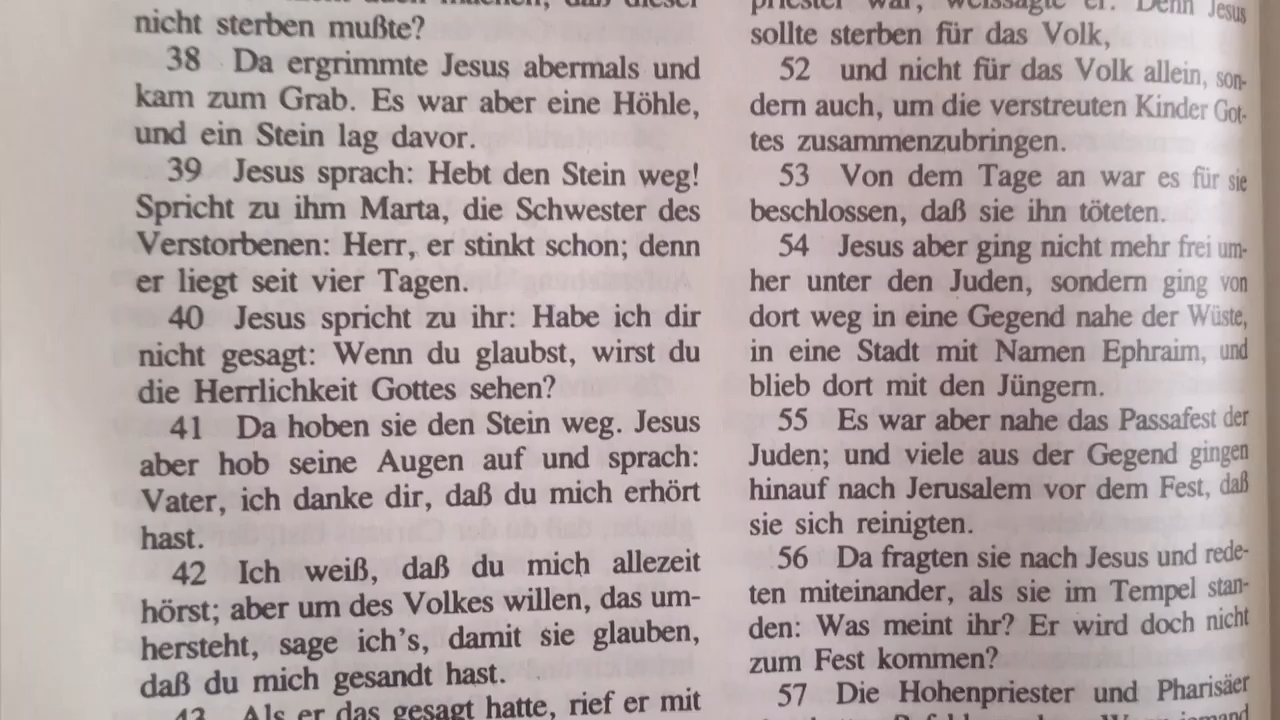 nicht sterben mußte?
38 Da ergrimmte Jesus abermals und
kam zum Grab. Es war aber eine Höhle,
und ein Stein lag davor.
39 Jesus sprach: Hebt den Stein weg!
Spricht zu ihm Marta, die Schwester des
Verstorbenen: Herr, er stinkt schon; denn
er liegt seit vier Tagen.
40 Jesus spricht zu ihr: Habe ich dir
nicht gesagt: Wenn du glaubst, wirst du
die Herrlichkeit Gottes sehen?
41 Da hoben sie den Stein weg. Jesus
aber hob seine Augen auf und sprach:
Vater, ich danke dir, daß du mich erhört
hast.
42 Ich weiß, daß du mich allezeit
hörst; aber um des Volkes willen, das um-
hersteht, sage ich's, damit sie glauben,
daß du mich gesandt hast.
43 Als er das gesagt hatte, rief er mit
priester war, weissagte er. Denn Jesus
sollte sterben für das Volk,
52 und nicht für das Volk allein, son-
dern auch, um die verstreuten Kinder Got-
tes zusammenzubringen.
53 Von dem Tage an war es für sie
beschlossen, daß sie ihn töteten.
54 Jesus aber ging nicht mehr frei um-
her unter den Juden, sondern ging von
dort weg in eine Gegend nahe der Wüste,
in eine Stadt mit Namen Ephraim, und
blieb dort mit den Jüngern.
55 Es war aber nahe das Passafest der
Juden; und viele aus der Gegend gingen
hinauf nach Jerusalem vor dem Fest, daß
sie sich reinigten.
56 Da fragten sie nach Jesus und rede-
ten miteinander, als sie im Tempel stan-
den: Was meint ihr? Er wird doch nicht
zum Fest kommen?
57 Die Hohenpriester und Pharisäer